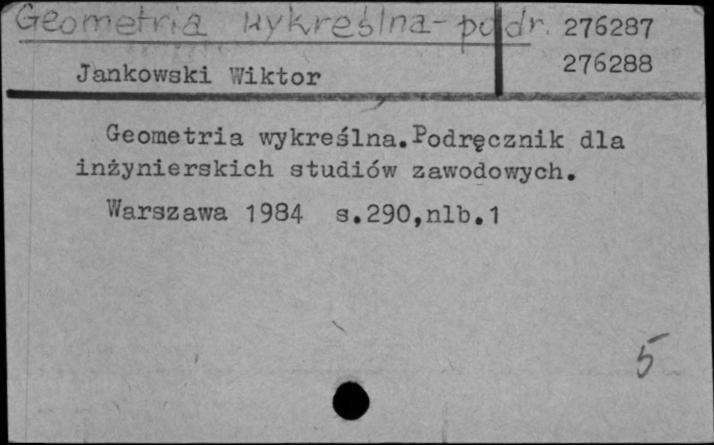 Geometria wykreślna-podr. 276287
276288
Jankowski Wiktor
Geometria wykreślna.Podręcznik dla
inżynierskich studiów zawodowych.
Warszawa 1984 s.290,nlb.1
5